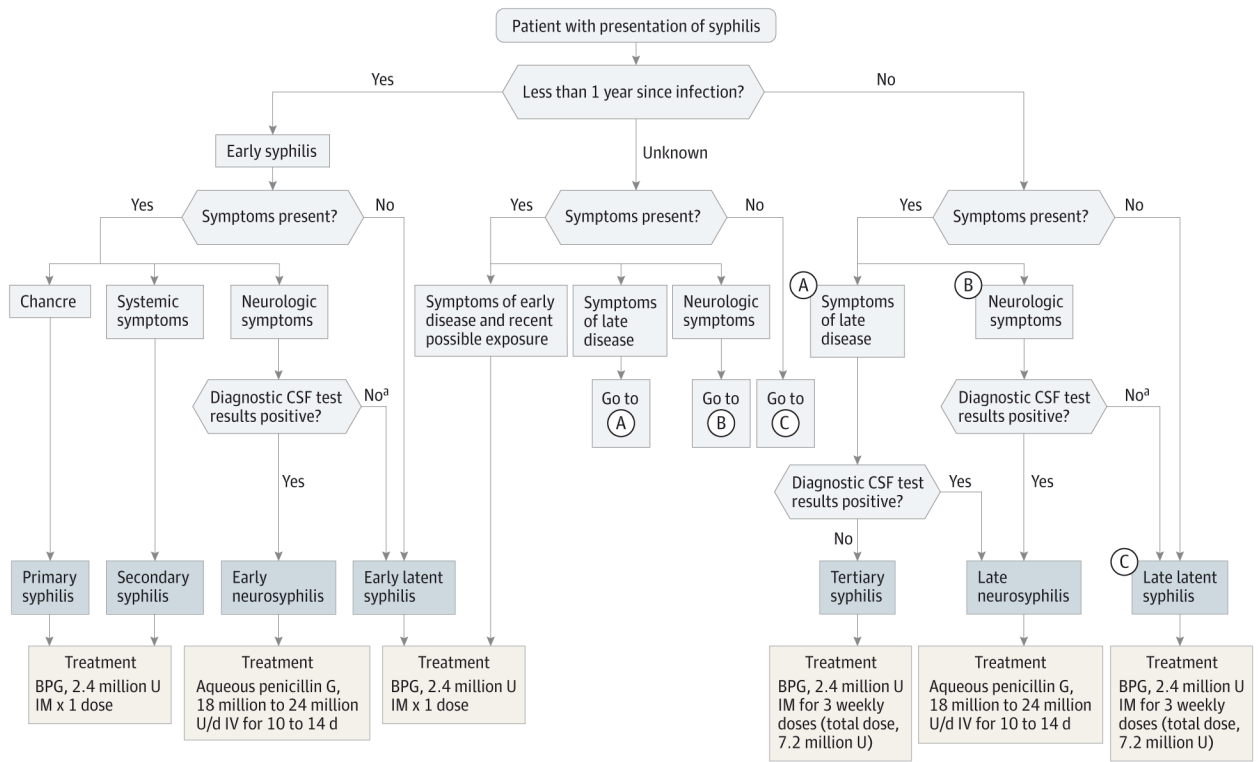 Patient with presentation of syphilis
Less than 1 year since infection?
Yes
No
Unknown
Early syphilis
Symptoms present?
Yes
No
Symptoms present?
Yes
No
Symptoms present?
Yes
No
Chancre
Systemic
symptoms
Neurologic
symptoms
Symptoms of early
disease and recent
possible exposure
Symptoms
of late
disease
Neurologic
symptoms
A
Symptoms
of late
disease
B
Neurologic
symptoms
Diagnostic CSF test
results positive?
Noᵃ
Yes
Go to
A
Go to
B
Go to
C
Diagnostic CSF test
results positive?
Noᵃ
Yes
Diagnostic CSF test
results positive?
Yes
No
Primary
syphilis
Secondary
syphilis
Early
neurosyphilis
Early latent
syphilis
Tertiary
syphilis
Late
neurosyphilis
C
Late latent
syphilis
Treatment
BPG, 2.4 million U
IM x 1 dose
Treatment
Aqueous penicillin G,
18 million to 24 million
U/d IV for 10 to 14 d
Treatment
BPG, 2.4 million U
IM x 1 dose
Treatment
BPG, 2.4 million U
IM for 3 weekly
doses (total dose,
7.2 million U)
Treatment
Aqueous penicillin G,
18 million to 24 million
U/d IV for 10 to 14 d
Treatment
BPG, 2.4 million U
IM for 3 weekly
doses (total dose,
7.2 million U)